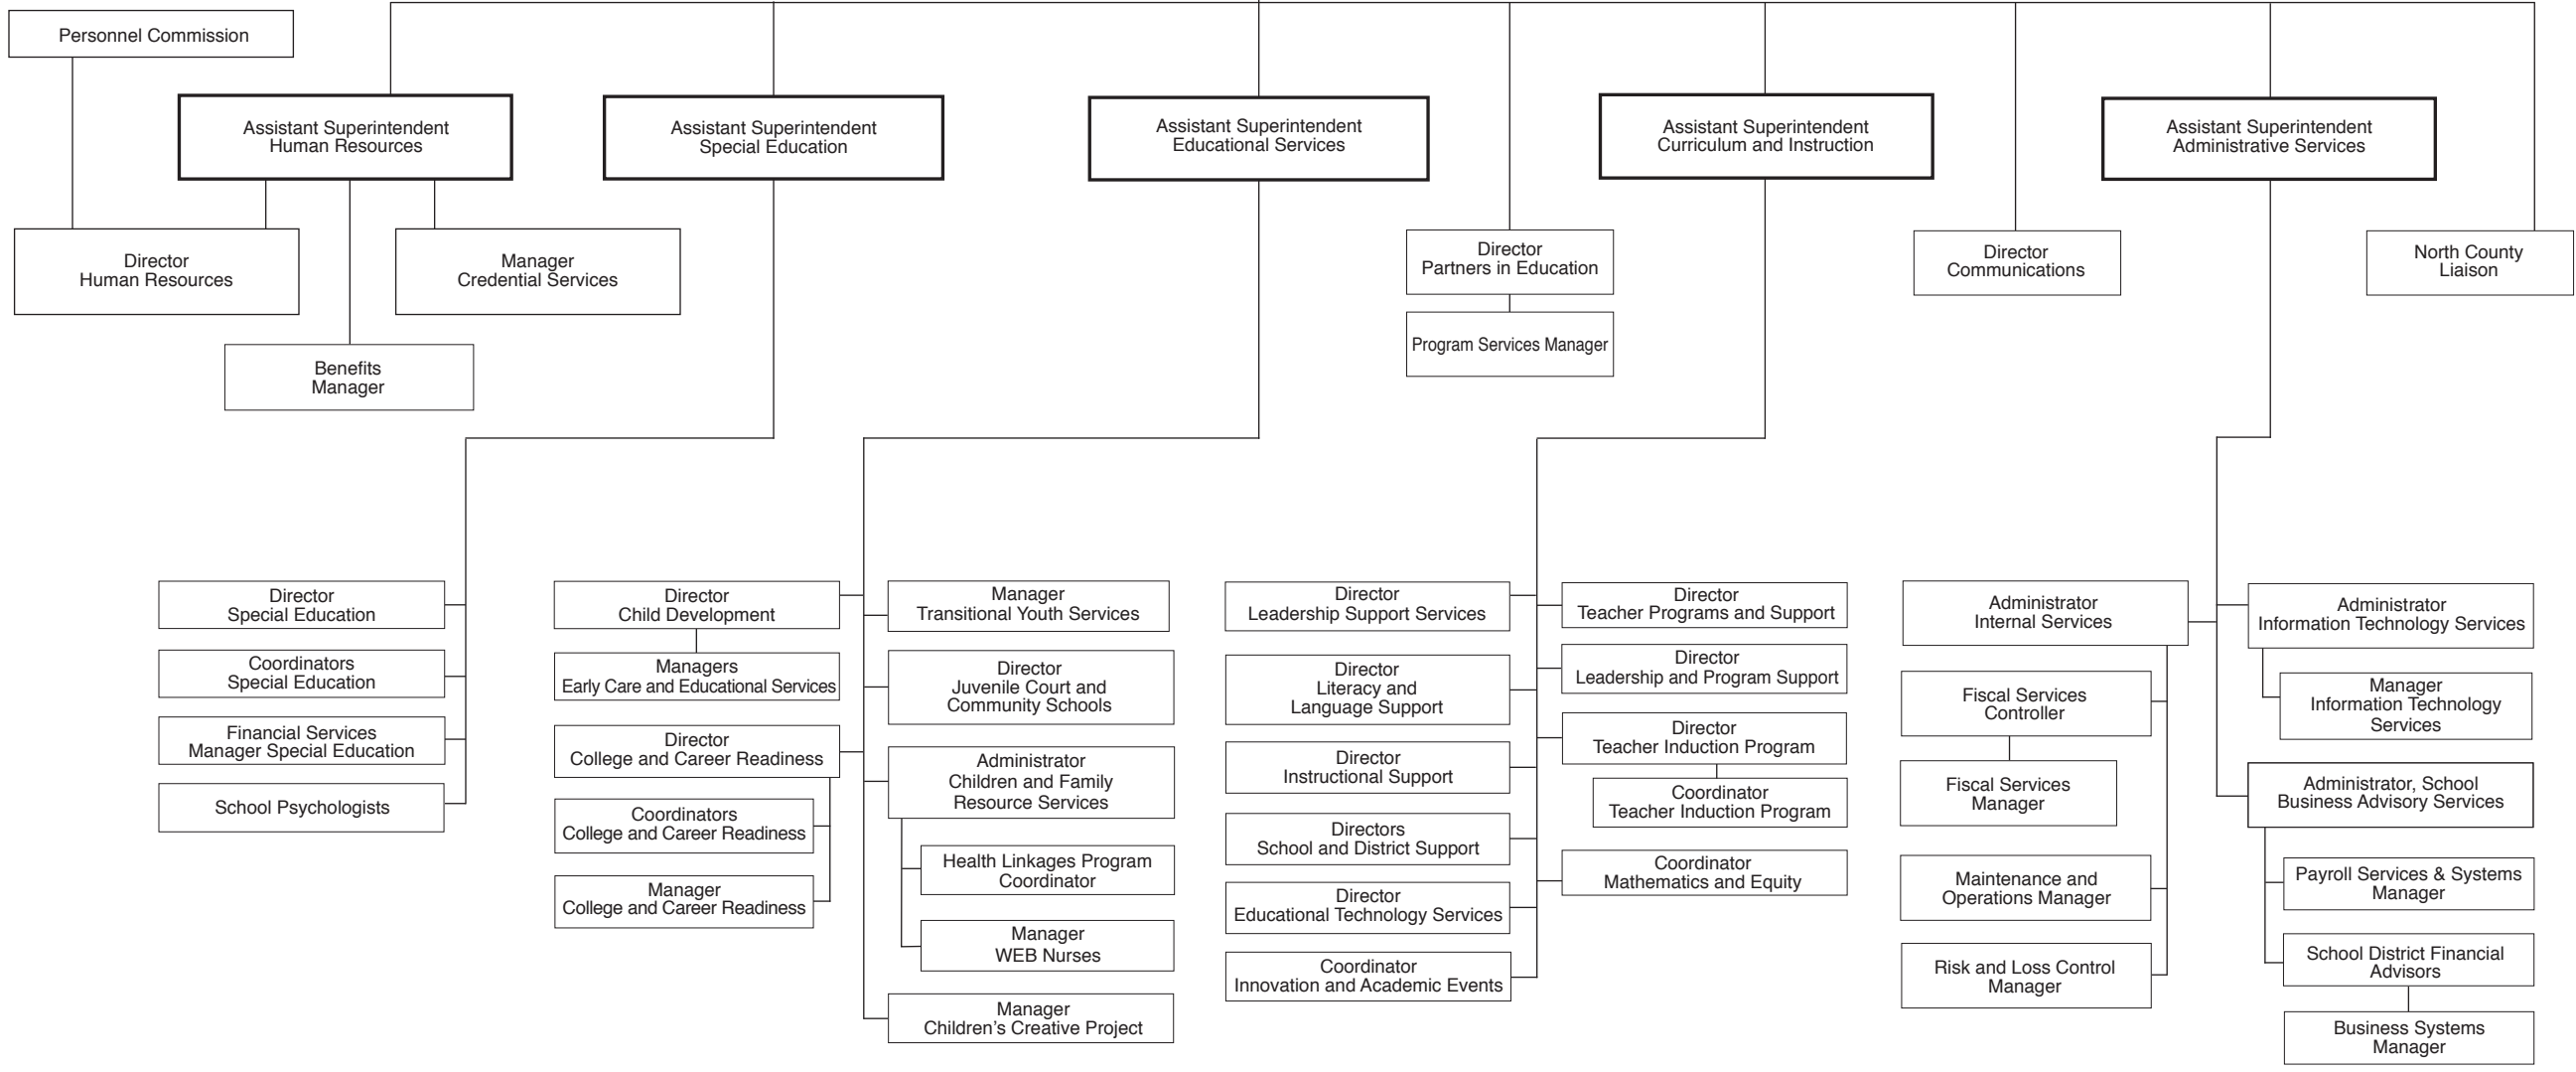 Personnel Commission
Assistant Superintendent
Human Resources
Assistant Superintendent
Special Education
Assistant Superintendent
Educational Services
Assistant Superintendent
Curriculum and Instruction
Assistant Superintendent
Administrative Services
Director
Human Resources
Manager
Credential Services
Benefits
Manager
Director
Partners in Education
Program Services Manager
Director
Communications
North County
Liaison
Director
Special Education
Coordinators
Special Education
Financial Services
Manager Special Education
School Psychologists
Director
Child Development
Managers
Early Care and Educational Services
Director
College and Career Readiness
Coordinators
College and Career Readiness
Manager
College and Career Readiness
Manager
Transitional Youth Services
Director
Juvenile Court and
Community Schools
Administrator
Children and Family
Resource Services
Health Linkages Program
Coordinator
Manager
WEB Nurses
Manager
Children’s Creative Project
Director
Leadership Support Services
Director
Literacy and
Language Support
Director
Instructional Support
Directors
School and District Support
Director
Educational Technology Services
Coordinator
Innovation and Academic Events
Director
Teacher Programs and Support
Director
Leadership and Program Support
Director
Teacher Induction Program
Coordinator
Teacher Induction Program
Coordinator
Mathematics and Equity
Administrator
Internal Services
Fiscal Services
Controller
Fiscal Services
Manager
Maintenance and
Operations Manager
Risk and Loss Control
Manager
Administrator
Information Technology Services
Manager
Information Technology
Services
Administrator, School
Business Advisory Services
Payroll Services & Systems
Manager
School District Financial
Advisors
Business Systems
Manager